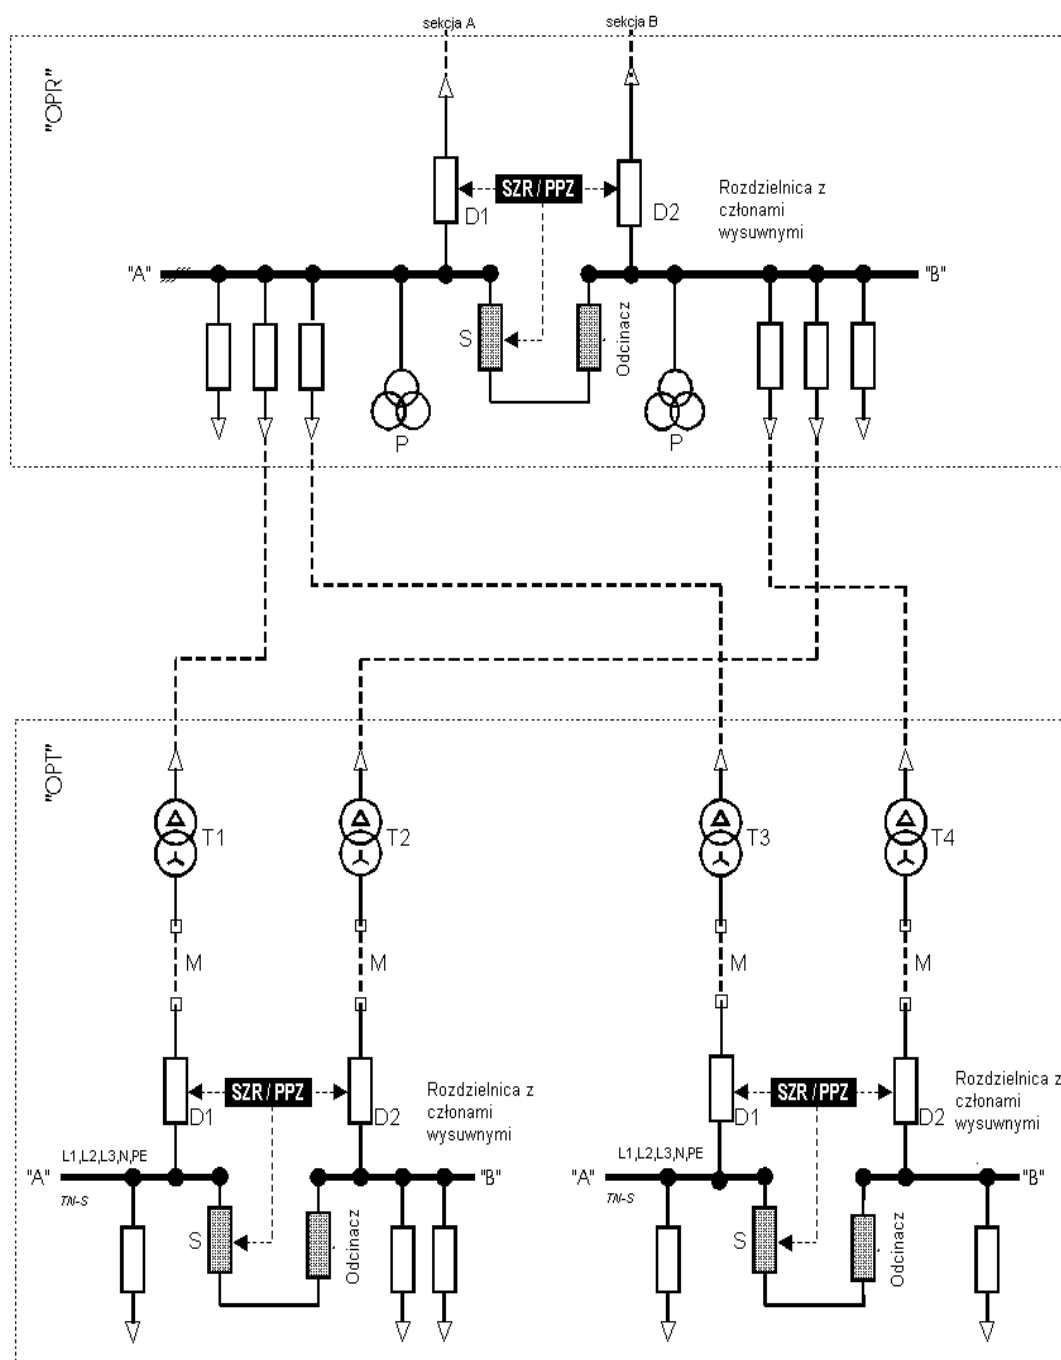 sekcja A
sekcja B
"OPR"
SZR / PPZ
D1
D2
Rozdzielnica z
członami
wysuwnymi
"A"
"B"
S
Odcinacz
P
P
"OPT"
T1
T2
T3
T4
M
M
M
M
SZR / PPZ
D1
D2
Rozdzielnica z
członami
wysuwnymi
SZR / PPZ
D1
D2
Rozdzielnica z
członami
wysuwnymi
L1,L2,L3,N,PE
"A"
"B"
TN-S
S
Odcinacz
L1,L2,L3,N,PE
"A"
"B"
TN-S
S
Odcinacz